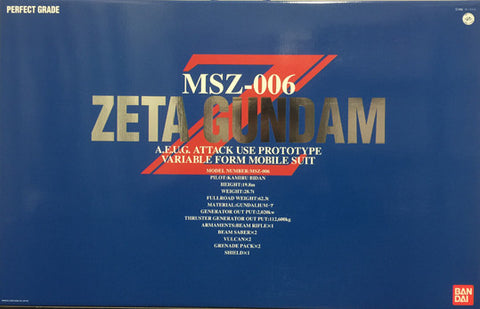 PERFECT GRADE
MSZ-006
ZETA GUNDAM
A.E.U.G. ATTACK USE PROTOTYPE
VARIABLE FORM MOBILE SUIT
MODEL NUMBER:MSZ-006
PILOT:KAMIRU BIDAN
HEIGHT:19.8m
WEIGHT:28.7t
FULLROAD WEIGHT:62.3t
MATERIAL:GUNDALIUM-γ
GENERATOR OUT PUT:2,020kw
THRUSTER GENERATOR OUT PUT:112,600kg
ARMAMENTS:BEAM RIFLE×1
BEAM SABER×2
VULCAN×2
GRENADE PACK×2
SHIELD×1
BAN
DAI